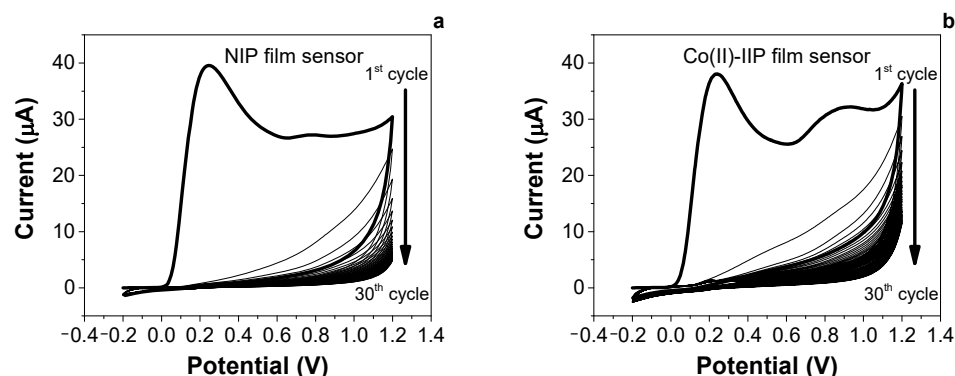 a
NIP film sensor
1st cycle
30th cycle
40
30
20
10
0
−0.4
−0.2
0.0
0.2
0.4
0.6
0.8
1.0
1.2
1.4
Current (μA)
Potential (V)
b
Co(II)-IIP film sensor
1st cycle
30th cycle
40
30
20
10
0
−0.4
−0.2
0.0
0.2
0.4
0.6
0.8
1.0
1.2
1.4
Current (μA)
Potential (V)